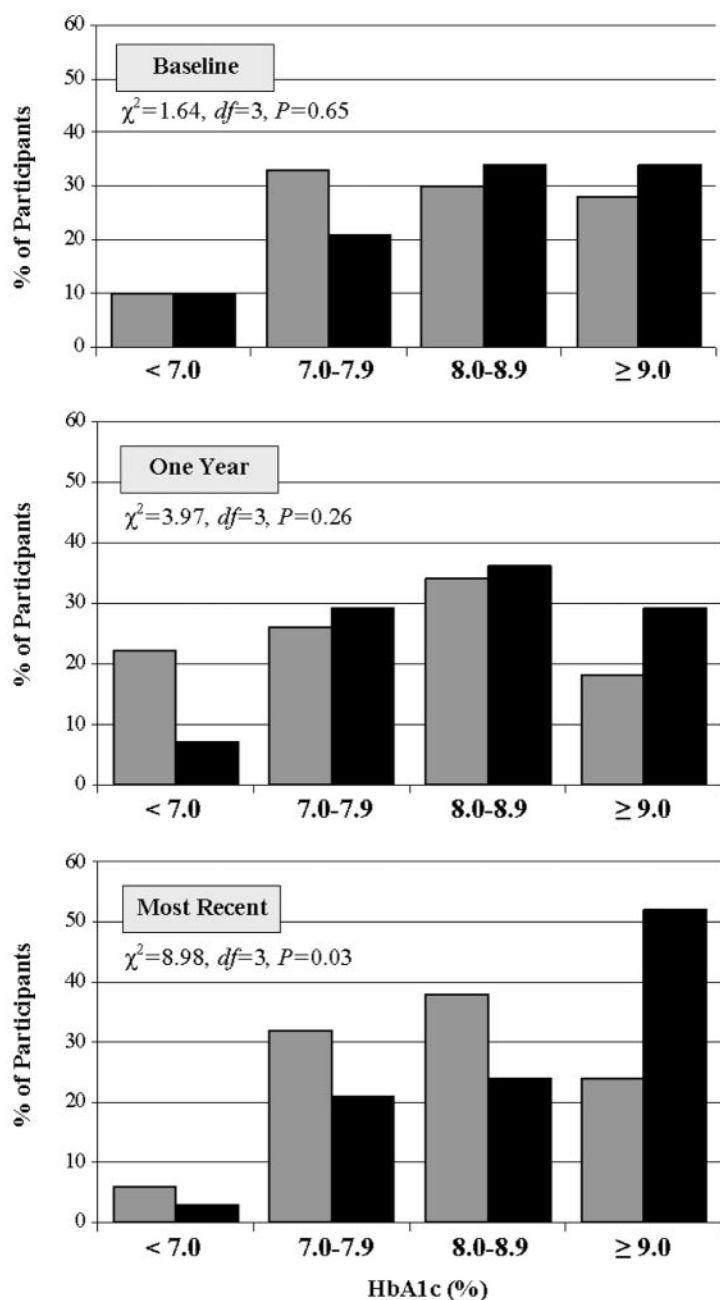 60
Baseline
50
χ²=1.64, df=3, P=0.65
40
30
20
10
0
% of Participants
< 7.0 7.0-7.9 8.0-8.9 ≥ 9.0
60
One Year
50
χ²=3.97, df=3, P=0.26
40
30
20
10
0
% of Participants
< 7.0 7.0-7.9 8.0-8.9 ≥ 9.0
60
Most Recent
50
χ²=8.98, df=3, P=0.03
40
30
20
10
0
% of Participants
< 7.0 7.0-7.9 8.0-8.9 ≥ 9.0
HbA1c (%)